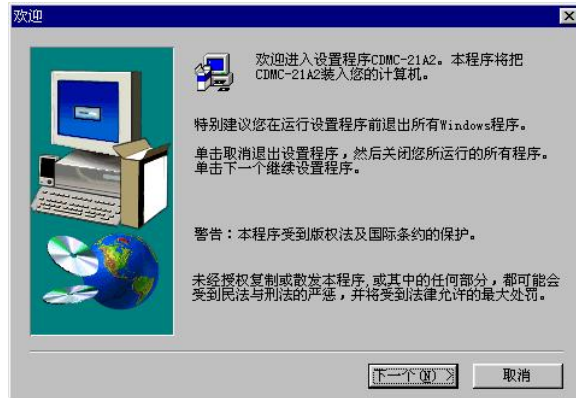 欢迎
欢迎进入设置程序CDMC-21A2。本程序将把
CDMC-21A2装入您的计算机。
特别建议您在运行设置程序前退出所有Windows程序。
单击取消退出设置程序，然后关闭您所运行的所有程序。
单击下一个继续设置程序。
警告：本程序受到版权法及国际条约的保护。
未经授权复制或散发本程序,或其中的任何部分，都可能会
受到民法与刑法的严惩，并将受到法律允许的最大处罚。
下一个(N) >
取消